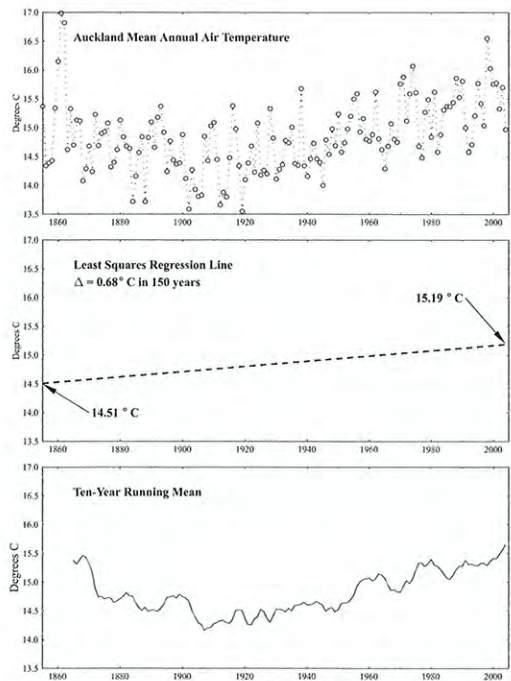 17.0
Auckland Mean Annual Air Temperature
16.5
16.0
15.5
15.0
14.5
14.0
13.5
Degrees C
1860 1880 1900 1920 1940 1960 1980 2000
17.0
Least Squares Regression Line
16.5
Δ = 0.68° C in 150 years
16.0
15.19 ° C
15.5
15.0
14.5
14.51 ° C
14.0
13.5
Degrees C
1860 1880 1900 1920 1940 1960 1980 2000
17.0
Ten-Year Running Mean
16.5
16.0
15.5
15.0
14.5
14.0
13.5
Degrees C
1860 1880 1900 1920 1940 1960 1980 2000